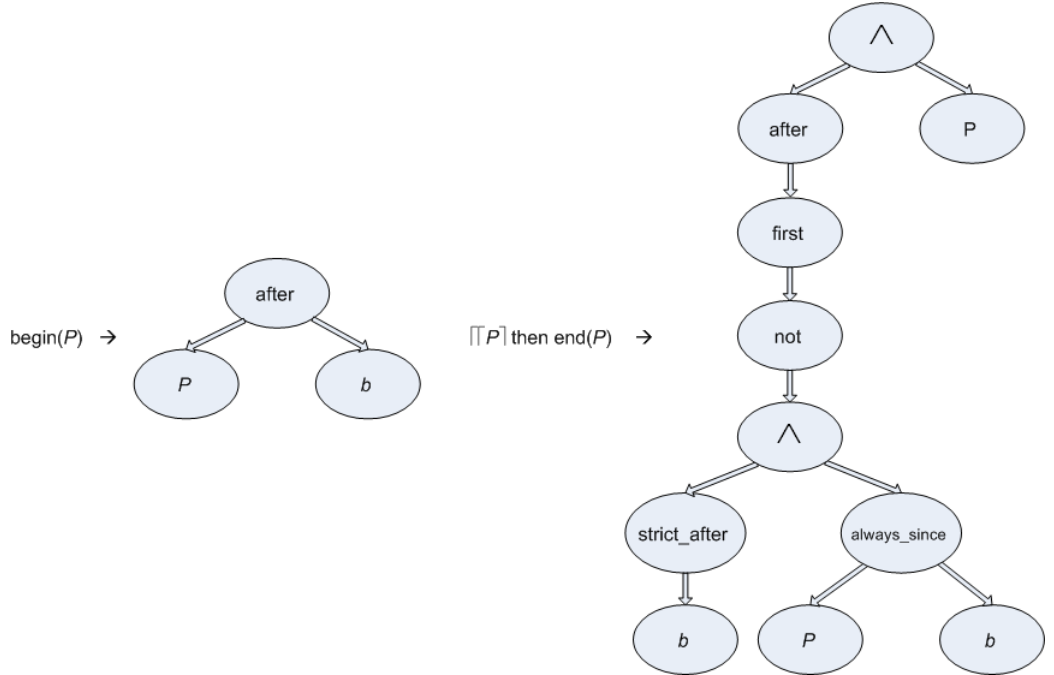 ∧
after P
first
after
begin(P) → ⌈⌈P⌉ then end(P) → not
P b
∧
strict_after always_since
b P b